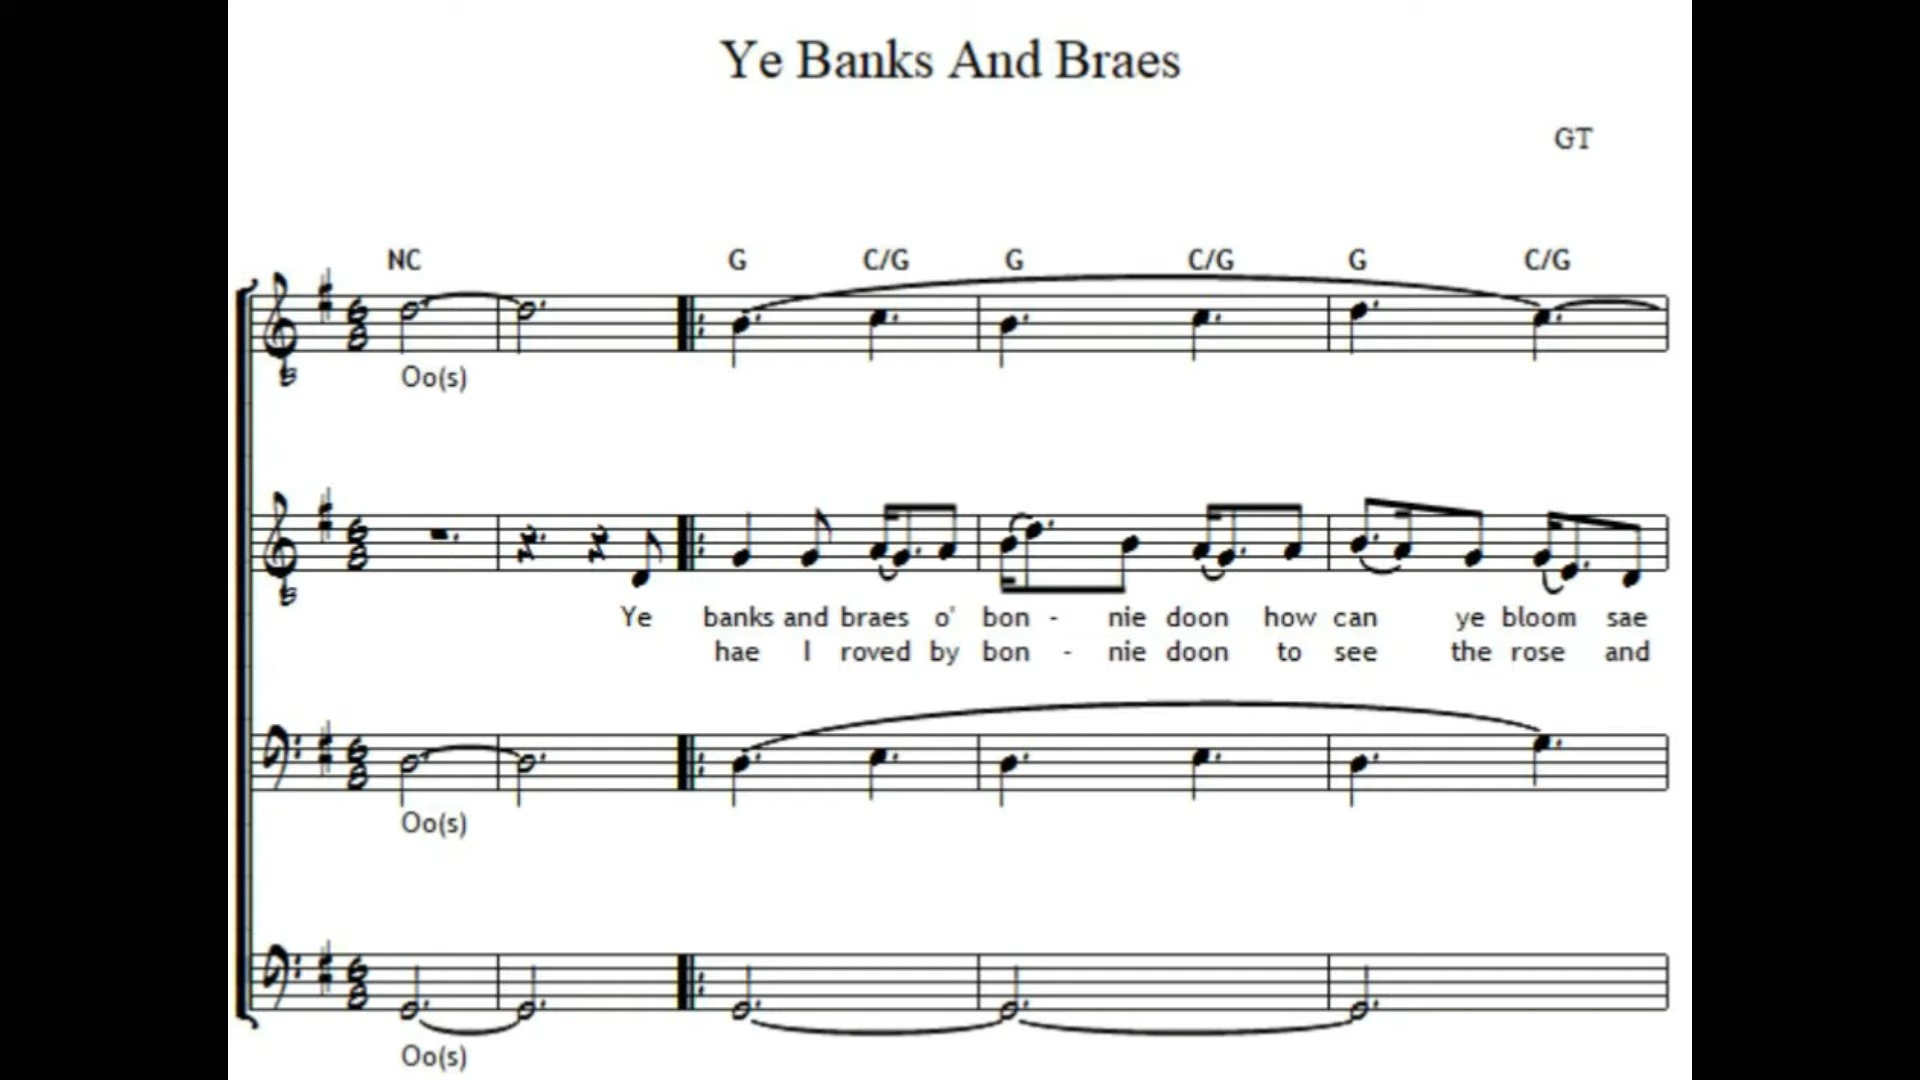 Ye Banks And Braes
GT
NC G C/G G C/G G C/G
Oo(s)
Ye banks and braes o' bon - nie doon how can ye bloom sae
hae I roved by bon - nie doon to see the rose and
Oo(s)
Oo(s)